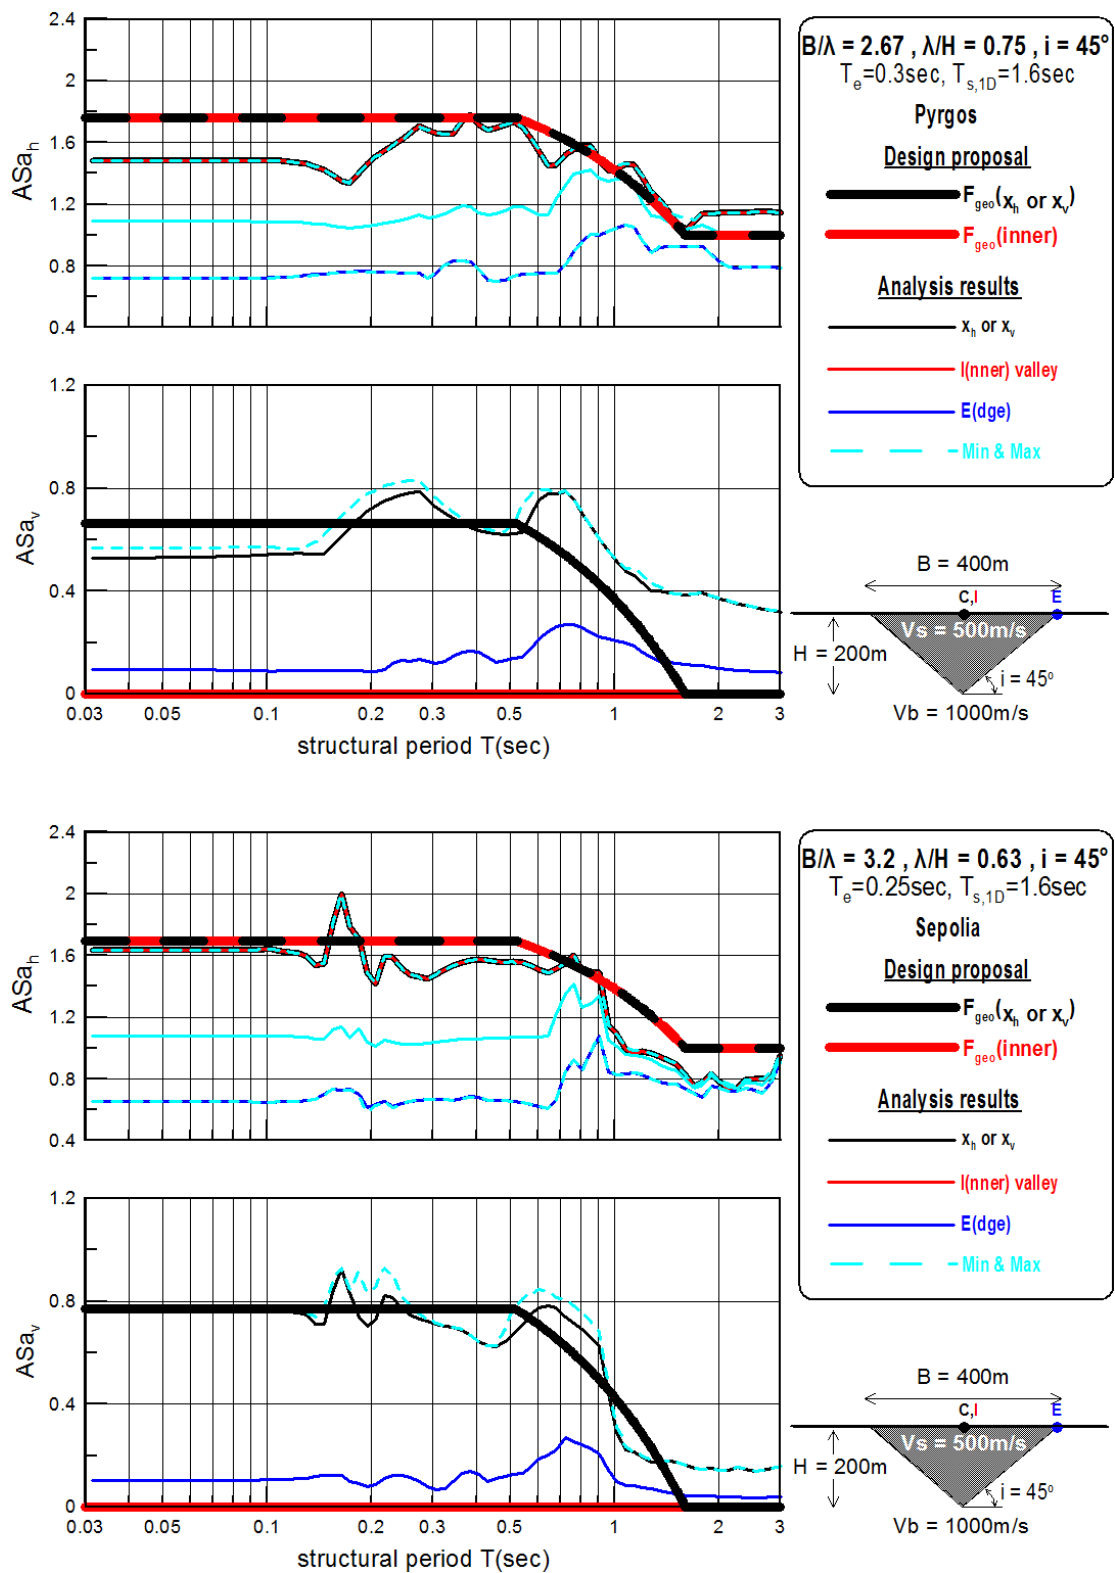 2.4
2
1.6
1.2
0.8
0.4
ASa_h
B/λ = 2.67 , λ/H = 0.75 , i = 45°
T_e=0.3sec, T_s,1D=1.6sec
Pyrgos
Design proposal
F_geo(x_h or x_v)
F_geo(inner)
Analysis results
x_h or x_v
I(nner) valley
E(dge)
Min & Max
1.2
0.8
0.4
0
ASa_v
0.03 0.05 0.1 0.2 0.3 0.5 1 2 3
structural period T(sec)
B = 400m
C,I E
Vs = 500m/s
H = 200m
i = 45°
Vb = 1000m/s
2.4
2
1.6
1.2
0.8
0.4
ASa_h
B/λ = 3.2 , λ/H = 0.63 , i = 45°
T_e=0.25sec, T_s,1D=1.6sec
Sepolia
Design proposal
F_geo(x_h or x_v)
F_geo(inner)
Analysis results
x_h or x_v
I(nner) valley
E(dge)
Min & Max
1.2
0.8
0.4
0
ASa_v
0.03 0.05 0.1 0.2 0.3 0.5 1 2 3
structural period T(sec)
B = 400m
C,I E
Vs = 500m/s
H = 200m
i = 45°
Vb = 1000m/s